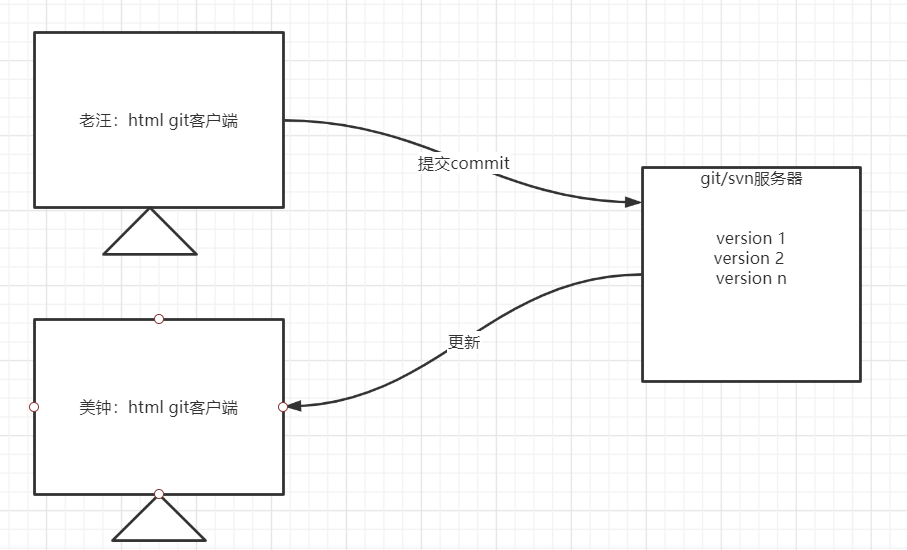 老汪：html git客户端
提交commit
git/svn服务器
version 1
version 2
version n
更新
美钟：html git客户端